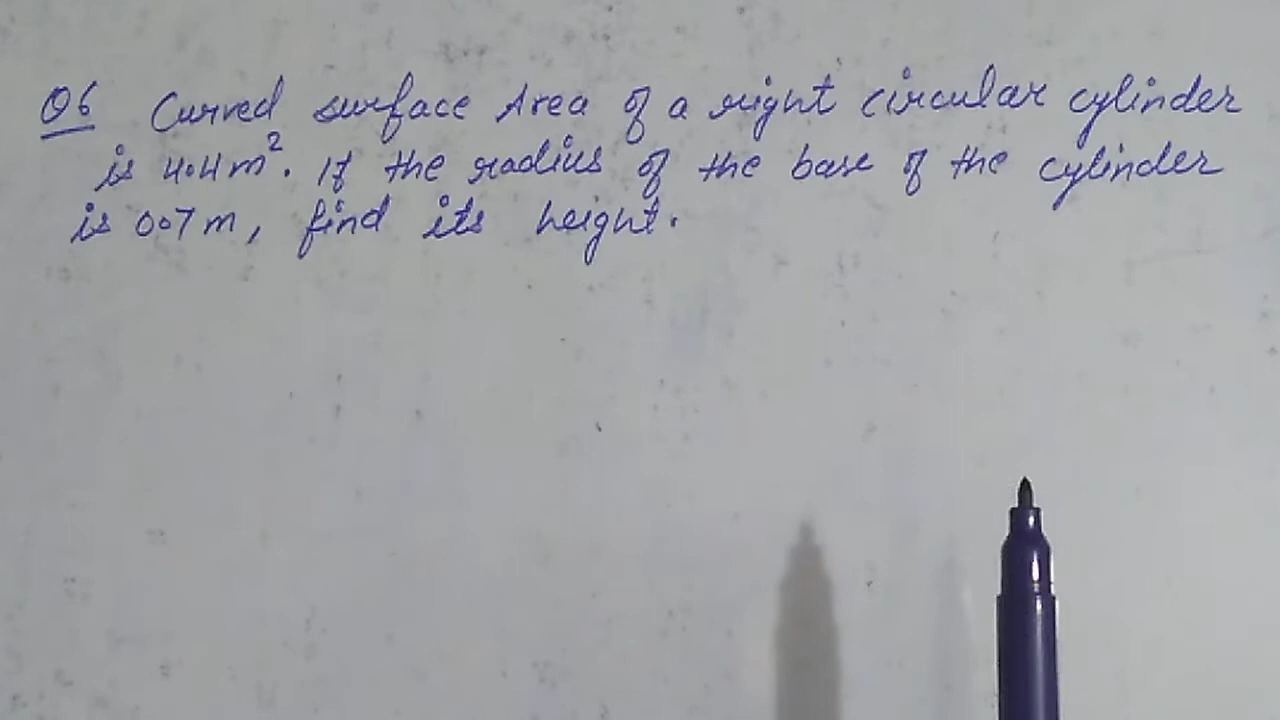 Q6 Curved surface Area of a right circular cylinder
is 4.4 m². If the radius of the base of the cylinder
is 0.7 m, find its height.